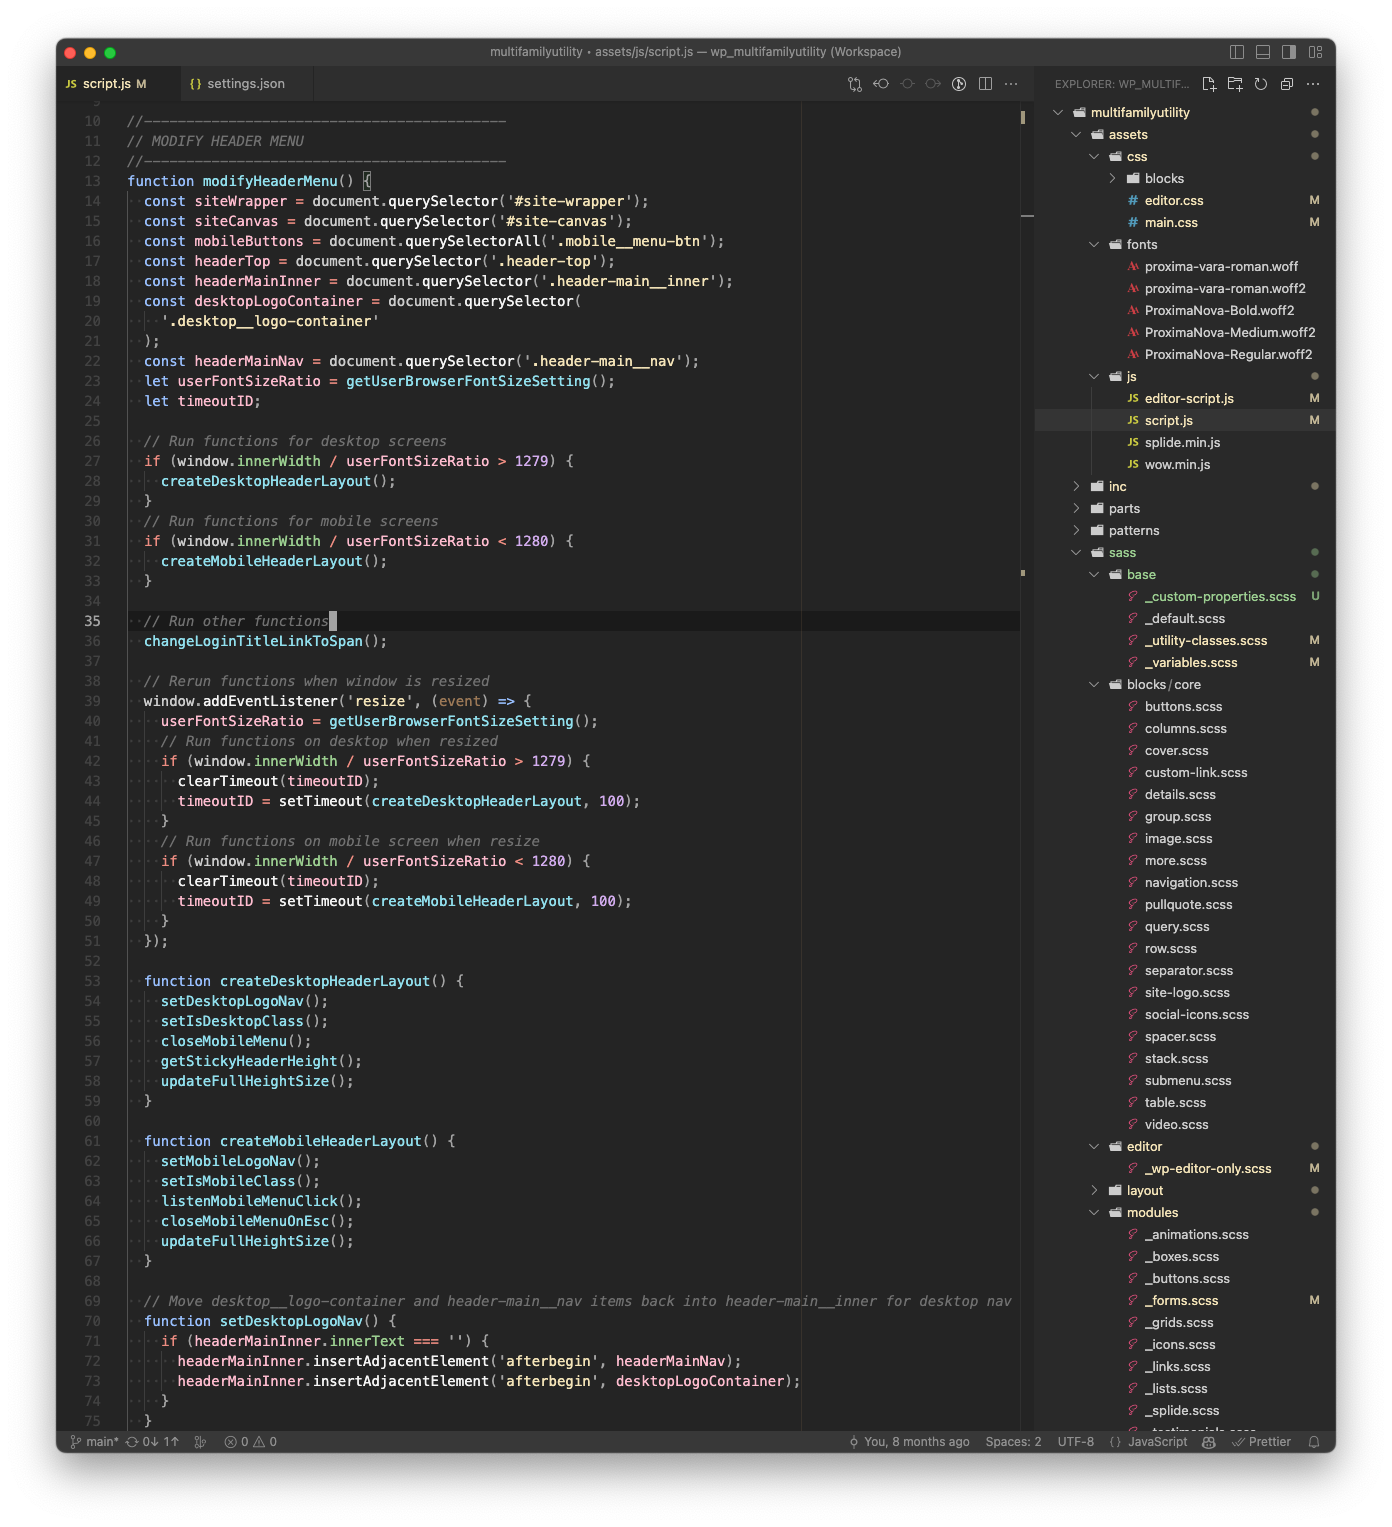 multifamilyutility • assets/js/script.js — wp_multifamilyutility (Workspace)
JS script.js M
{} settings.json
9
10 //-------------------------------------------
11 // MODIFY HEADER MENU
12 //-------------------------------------------
13 function modifyHeaderMenu() {
14 const siteWrapper = document.querySelector('#site-wrapper');
15 const siteCanvas = document.querySelector('#site-canvas');
16 const mobileButtons = document.querySelectorAll('.mobile__menu-btn');
17 const headerTop = document.querySelector('.header-top');
18 const headerMainInner = document.querySelector('.header-main__inner');
19 const desktopLogoContainer = document.querySelector(
20 '.desktop__logo-container'
21 );
22 const headerMainNav = document.querySelector('.header-main__nav');
23 let userFontSizeRatio = getUserBrowserFontSizeSetting();
24 let timeoutID;
25
26 // Run functions for desktop screens
27 if (window.innerWidth / userFontSizeRatio > 1279) {
28 createDesktopHeaderLayout();
29 }
30 // Run functions for mobile screens
31 if (window.innerWidth / userFontSizeRatio < 1280) {
32 createMobileHeaderLayout();
33 }
34
35 // Run other functions
36 changeLoginTitleLinkToSpan();
37
38 // Rerun functions when window is resized
39 window.addEventListener('resize', (event) => {
40 userFontSizeRatio = getUserBrowserFontSizeSetting();
41 // Run functions on desktop when resized
42 if (window.innerWidth / userFontSizeRatio > 1279) {
43 clearTimeout(timeoutID);
44 timeoutID = setTimeout(createDesktopHeaderLayout, 100);
45 }
46 // Run functions on mobile screen when resize
47 if (window.innerWidth / userFontSizeRatio < 1280) {
48 clearTimeout(timeoutID);
49 timeoutID = setTimeout(createMobileHeaderLayout, 100);
50 }
51 });
52
53 function createDesktopHeaderLayout() {
54 setDesktopLogoNav();
55 setIsDesktopClass();
56 closeMobileMenu();
57 getStickyHeaderHeight();
58 updateFullHeightSize();
59 }
60
61 function createMobileHeaderLayout() {
62 setMobileLogoNav();
63 setIsMobileClass();
64 listenMobileMenuClick();
65 closeMobileMenuOnEsc();
66 updateFullHeightSize();
67 }
68
69 // Move desktop__logo-container and header-main__nav items back into header-main__inner for desktop nav
70 function setDesktopLogoNav() {
71 if (headerMainInner.innerText === '') {
72 headerMainInner.insertAdjacentElement('afterbegin', headerMainNav);
73 headerMainInner.insertAdjacentElement('afterbegin', desktopLogoContainer);
74 }
75 }
EXPLORER: WP_MULTIF...
multifamilyutility
assets
css
blocks
# editor.css M
# main.css M
fonts
proxima-vara-roman.woff
proxima-vara-roman.woff2
ProximaNova-Bold.woff2
ProximaNova-Medium.woff2
ProximaNova-Regular.woff2
js
JS editor-script.js M
JS script.js M
JS splide.min.js
JS wow.min.js
inc
parts
patterns
sass
base
_custom-properties.scss U
_default.scss
_utility-classes.scss M
_variables.scss M
blocks/core
buttons.scss
columns.scss
cover.scss
custom-link.scss
details.scss
group.scss
image.scss
more.scss
navigation.scss
pullquote.scss
query.scss
row.scss
separator.scss
site-logo.scss
social-icons.scss
spacer.scss
stack.scss
submenu.scss
table.scss
video.scss
editor
_wp-editor-only.scss M
layout
modules
_animations.scss
_boxes.scss
_buttons.scss
_forms.scss M
_grids.scss
_icons.scss
_links.scss
_lists.scss
_splide.scss
main* 0↓ 1↑ 0 0
You, 8 months ago Spaces: 2 UTF-8 {} JavaScript Prettier